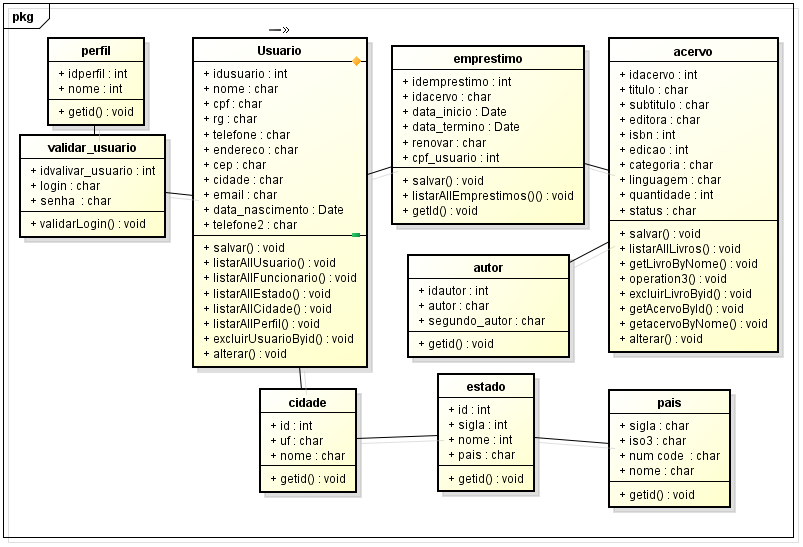 pkg
perfil
+ idperfil : int
+ nome : int
+ getid() : void
validar_usuario
+ idvalivar_usuario : int
+ login : char
+ senha : char
+ validarLogin() : void
Usuario
+ idusuario : int
+ nome : char
+ cpf : char
+ rg : char
+ telefone : char
+ endereco : char
+ cep : char
+ cidade : char
+ email : char
+ data_nascimento : Date
+ telefone2 : char
+ salvar() : void
+ listarAllUsuario() : void
+ listarAllFuncionario() : void
+ listarAllEstado() : void
+ listarAllCidade() : void
+ listarAllPerfil() : void
+ excluirUsuarioByid() : void
+ alterar() : void
emprestimo
+ idemprestimo : int
+ idacervo : char
+ data_inicio : Date
+ data_termino : Date
+ renovar : char
+ cpf_usuario : int
+ salvar() : void
+ listarAllEmprestimos()() : void
+ getId() : void
acervo
+ idacervo : int
+ titulo : char
+ subtitulo : char
+ editora : char
+ isbn : int
+ edicao : int
+ categoria : char
+ linguagem : char
+ quantidade : int
+ status : char
+ salvar() : void
+ listarAllLivros() : void
+ getLivroByNome() : void
+ operation3() : void
+ excluirLivroByid() : void
+ getAcervoById() : void
+ getacervoByNome() : void
+ alterar() : void
autor
+ idautor : int
+ autor : char
+ segundo_autor : char
+ getid() : void
cidade
+ id : int
+ uf : char
+ nome : char
+ getid() : void
estado
+ id : int
+ sigla : int
+ nome : int
+ pais : char
+ getid() : void
pais
+ sigla : char
+ iso3 : char
+ num code : char
+ nome : char
+ getid() : void